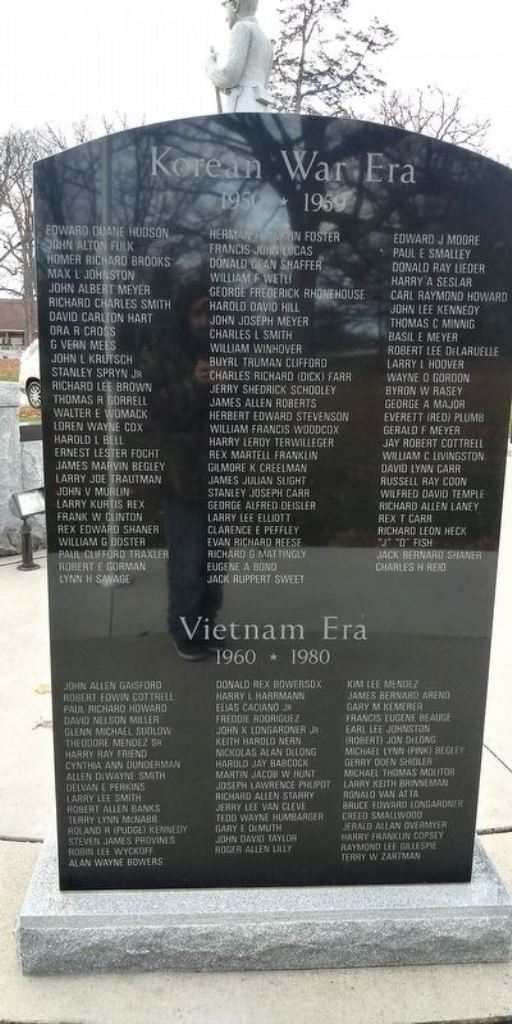 Korean War Era
1950 ★ 1959
EDWARD DUANE HUDSON
JOHN ALTON FULK
HOMER RICHARD BROOKS
MAX L JOHNSTON
JOHN ALBERT MEYER
RICHARD CHARLES SMITH
DAVID CARLTON HART
ORA R CROSS
G VERN MEES
JOHN L KRUTSCH
STANLEY SPRYN JR
RICHARD LEE BROWN
THOMAS R GORRELL
WALTER E WOMACK
LOREN WAYNE COX
HAROLD L BELL
ERNEST LESTER FOCHT
JAMES MARVIN BEGLEY
LARRY JOE TRAUTMAN
JOHN V MURLIN
LARRY KURTIS REX
FRANK W CLINTON
REX EDWARD SHANER
WILLIAM G DOSTER
PAUL CLIFFORD TRAXLER
ROBERT E GORMAN
LYNN H SAVAGE
HERMAN FRANKLIN FOSTER
FRANCIS JOHN LUCAS
DONALD DEAN SHAFFER
WILLIAM F WETLI
GEORGE FREDERICK RHONEHOUSE
HAROLD DAVID HILL
JOHN JOSEPH MEYER
CHARLES L SMITH
WILLIAM WINHOVER
BUYRL TRUMAN CLIFFORD
CHARLES RICHARD (DICK) FARR
JERRY SHEDRICK SCHOOLEY
JAMES ALLEN ROBERTS
HERBERT EDWARD STEVENSON
WILLIAM FRANCIS WOODCOX
HARRY LEROY TERWILLEGER
REX MARTELL FRANKLIN
GILMORE K CREELMAN
JAMES JULIAN SLIGHT
STANLEY JOSEPH CARR
GEORGE ALFRED DEISLER
LARRY LEE ELLIOTT
CLARENCE E PEFFLEY
EVAN RICHARD REESE
RICHARD G MATTINGLY
EUGENE A BOND
JACK RUPPERT SWEET
EDWARD J MOORE
PAUL E SMALLEY
DONALD RAY LIEDER
HARRY A SESLAR
CARL RAYMOND HOWARD
JOHN LEE KENNEDY
THOMAS C MINNIG
BASIL E MEYER
ROBERT LEE DELARUELLE
LARRY L HOOVER
WAYNE O GORDON
BYRON W RASEY
GEORGE A MAJOR
EVERETT (RED) PLUMB
GERALD F MEYER
JAY ROBERT COTTRELL
WILLIAM C LIVINGSTON
DAVID LYNN CARR
RUSSELL RAY COON
WILFRED DAVID TEMPLE
RICHARD ALLEN LANEY
REX T CARR
RICHARD LEON HECK
"J" "D" FISH
JACK BERNARD SHANER
CHARLES H REID
Vietnam Era
1960 ★ 1980
JOHN ALLEN GAISFORD
ROBERT EDWIN COTTRELL
PAUL RICHARD HOWARD
DAVID NELSON MILLER
GLENN MICHAEL SUDLOW
THEODORE MENDEZ SR
HARRY RAY FRIEND
CYNTHIA ANN DUNDERMAN
ALLEN DEWAYNE SMITH
DELVAN E PERKINS
LARRY LEE SMITH
ROBERT ALLEN BANKS
TERRY LYNN MCNABB
ROLAND R (PUDGE) KENNEDY
STEVEN JAMES PROVINES
ROBIN LEE WYCKOFF
ALAN WAYNE BOWERS
DONALD REX BOWERSOX
HARRY L HARRMANN
ELIAS CACIANO JR
FREDDIE RODRIGUEZ
JOHN K LONGARDNER JR
KEITH HAROLD NERN
NICKOLAS ALAN DELONG
HAROLD JAY BABCOCK
MARTIN JACOB W HUNT
JOSEPH LAWRENCE PHILPOT
RICHARD ALLEN STARRY
JERRY LEE VAN CLEVE
TEDD WAYNE HUMBARGER
GARY E DIMUTH
JOHN DAVID TAYLOR
ROGER ALLEN LILLY
KIM LEE MENDEZ
JAMES BERNARD AREND
GARY M KEMERER
FRANCIS EUGENE BEAUGE
EARL LEE JOHNSTON
(ROBERT) JON DELONG
MICHAEL LYNN (PINK) BEGLEY
GERRY ODEN SHIDLER
MICHAEL THOMAS MOLITOR
LARRY KEITH BRINNEMAN
RONALD VAN ATTA
BRUCE EDWARD LONGARDNER
CREED SMALLWOOD
JERALD ALLAN OVERMYER
HARRY FRANKLIN COPSEY
RAYMOND LEE GILLESPIE
TERRY W ZARTMAN